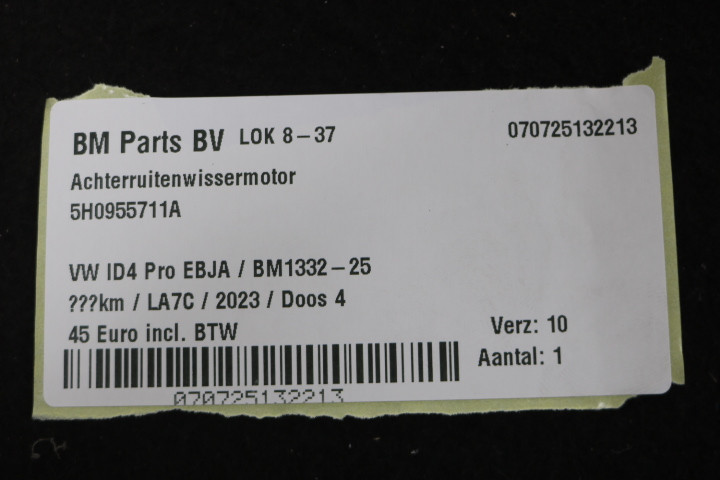 BM Parts BV LOK 8-37 070725132213
Achterruitenwissermotor
5H0955711A
VW ID4 Pro EBJA / BM1332-25
???km / LA7C / 2023 / Doos 4
45 Euro incl. BTW Verz: 10
Aantal: 1
070725132213